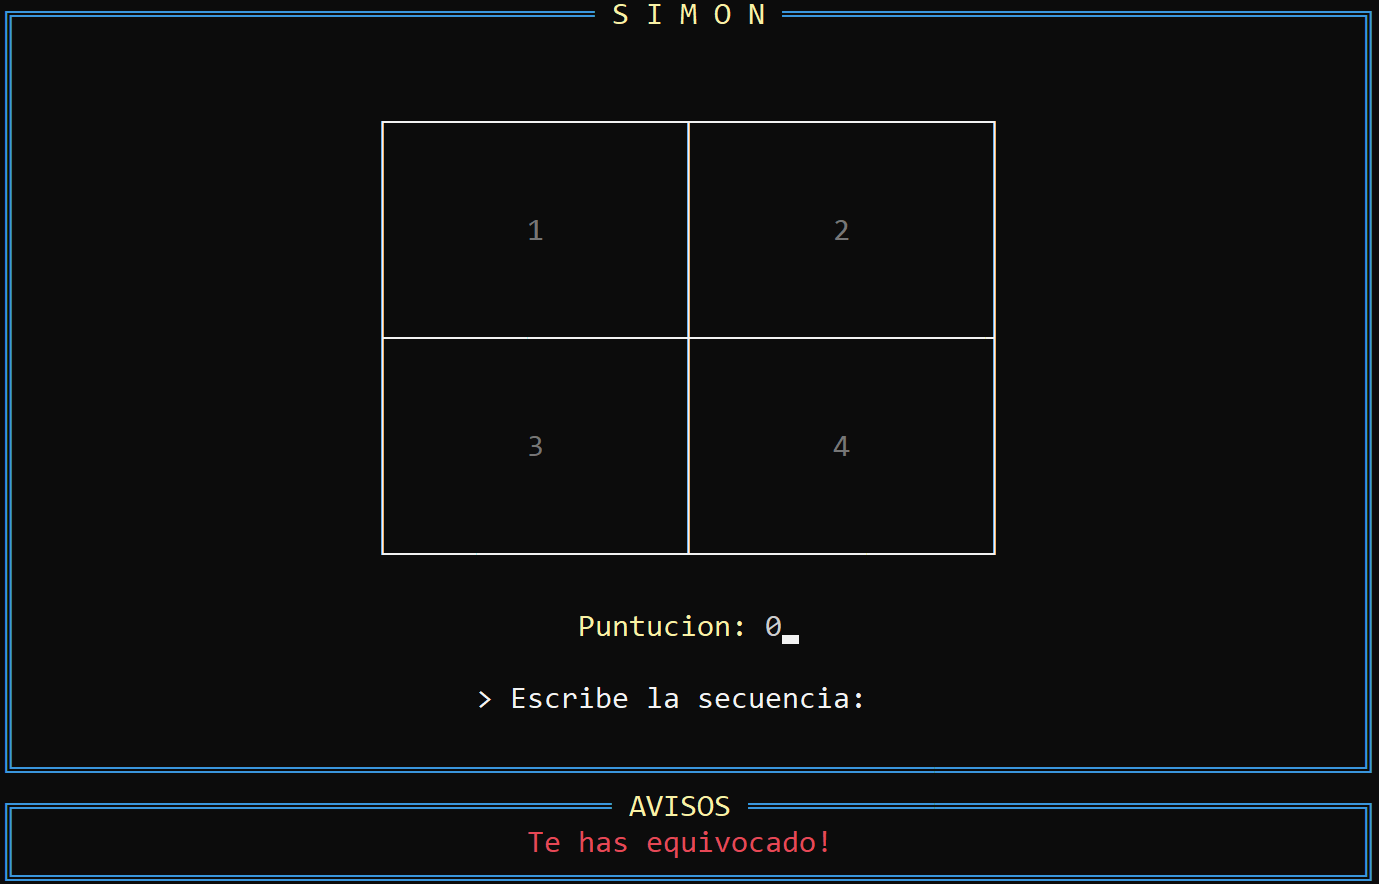 S I M O N
1 2
3 4
Puntucion: 0
> Escribe la secuencia:
AVISOS
Te has equivocado!